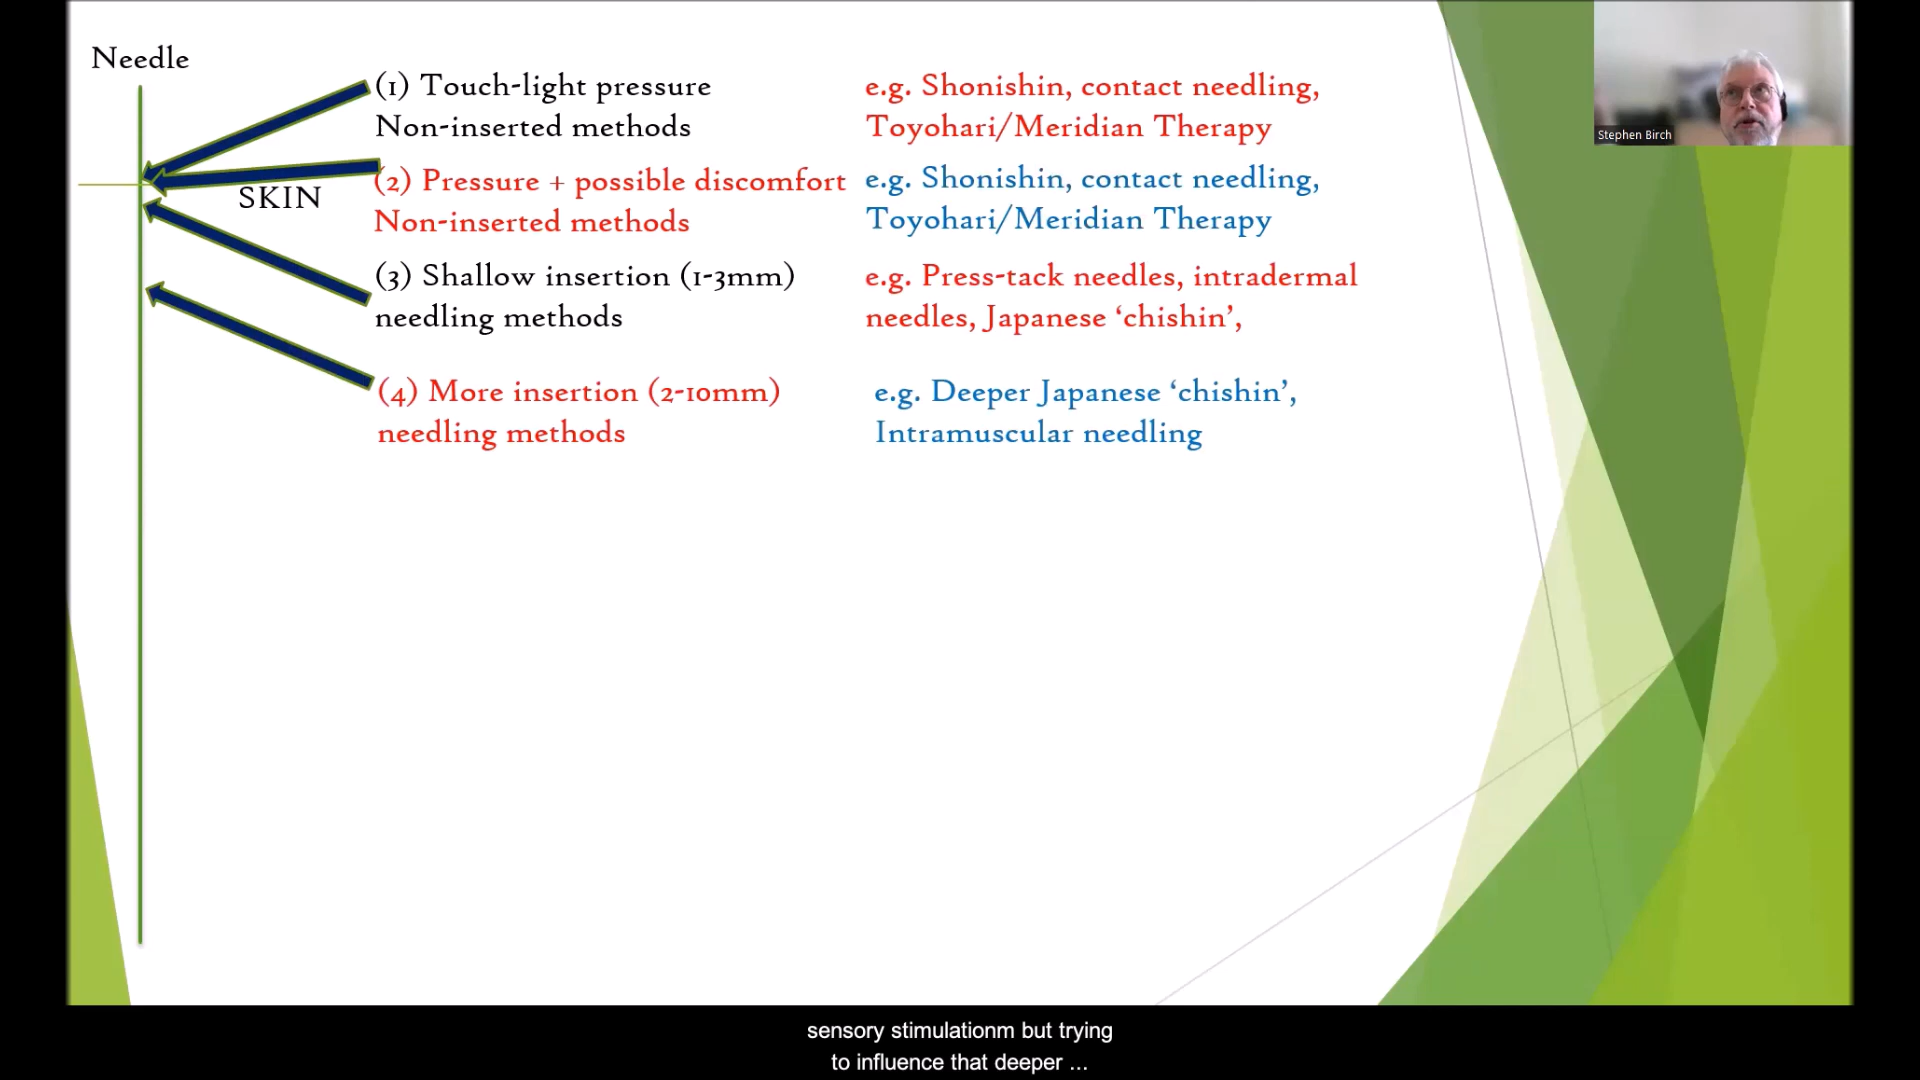 Needle
(1) Touch-light pressure
Non-inserted methods
e.g. Shonishin, contact needling,
Toyohari/Meridian Therapy
Stephen Birch
SKIN
(2) Pressure + possible discomfort
Non-inserted methods
e.g. Shonishin, contact needling,
Toyohari/Meridian Therapy
(3) Shallow insertion (1-3mm)
needling methods
e.g. Press-tack needles, intradermal
needles, Japanese ‘chishin’,
(4) More insertion (2-10mm)
needling methods
e.g. Deeper Japanese ‘chishin’,
Intramuscular needling
sensory stimulationm but trying
to influence that deeper ...